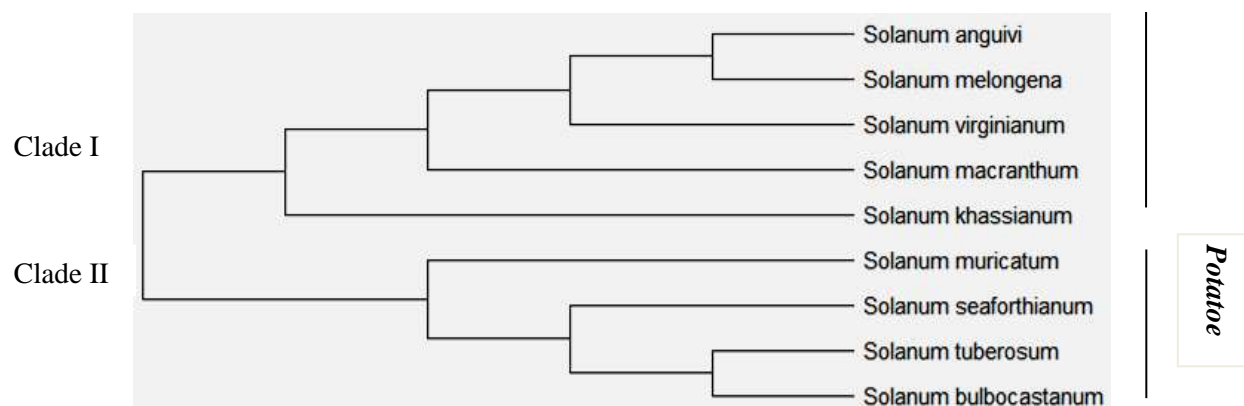 Solanum anguivi
Solanum melongena
Solanum virginianum
Clade I
Solanum macranthum
Solanum khassianum
Solanum muricatum
Clade II
Solanum seaforthianum
Solanum tuberosum
Solanum bulbocastanum
Potatoe